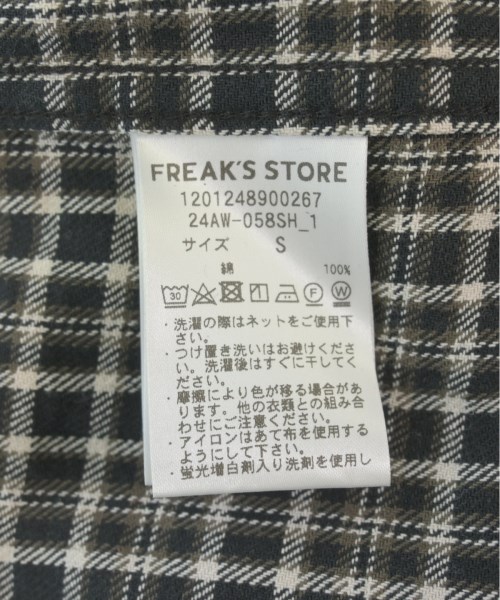 FREAK'S STORE
1201248900267
24AW-058SH_1
サイズ S
綿 100%
30 F W
・洗濯の際はネットをご使用下
さい。
・つけ置き洗いはお避けくださ
い。洗濯後はすぐに干してく
ださい。
・摩擦により色が移る場合があ
ります。他の衣類との組み合
わせにご注意ください。
・アイロンはあて布を使用する
ようにして下さい。
・蛍光増白剤入り洗剤を使用し